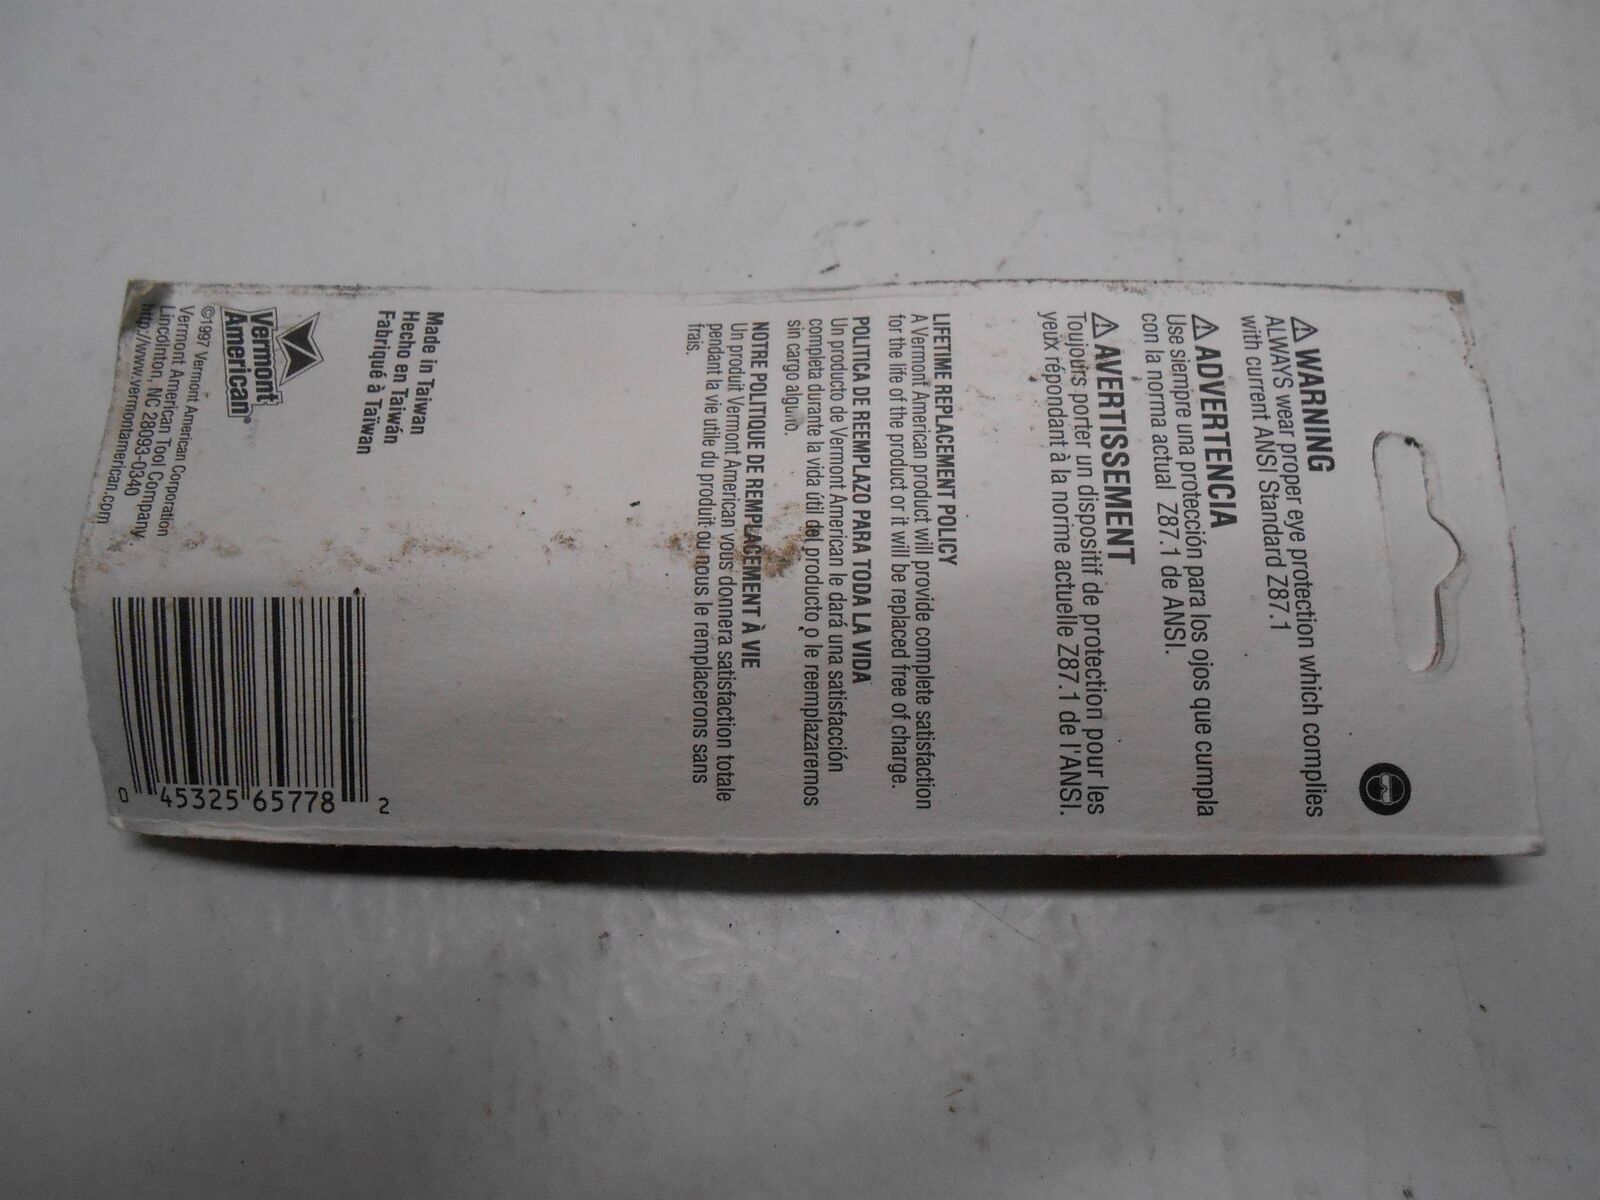 ⚠ WARNING
ALWAYS wear proper eye protection which complies
with current ANSI Standard Z87.1
⚠ ADVERTENCIA
Use siempre una protección para los ojos que cumpla
con la norma actual Z87.1 de ANSI.
⚠ AVERTISSEMENT
Toujours porter un dispositif de protection pour les
yeux répondant à la norme actuelle Z87.1 de l'ANSI.
LIFETIME REPLACEMENT POLICY
A Vermont American product will provide complete satisfaction
for the life of the product or it will be replaced free of charge.
POLITICA DE REEMPLAZO PARA TODA LA VIDA
Un producto de Vermont American le dará una satisfacción
completa durante la vida útil del producto o le reemplazaremos
sin cargo alguno.
NOTRE POLITIQUE DE REMPLACEMENT À VIE
Un produit Vermont American vous donnera satisfaction totale
pendant la vie utile du produit ou nous le remplacerons sans
frais.
Made in Taiwan
Hecho en Taiwán
Fabriqué à Taïwan
Vermont
American®
©1997 Vermont American Corporation
Vermont American Tool Company
Lincolnton, NC 28093-0340
http://www.vermontamerican.com
0 45325 65778 2